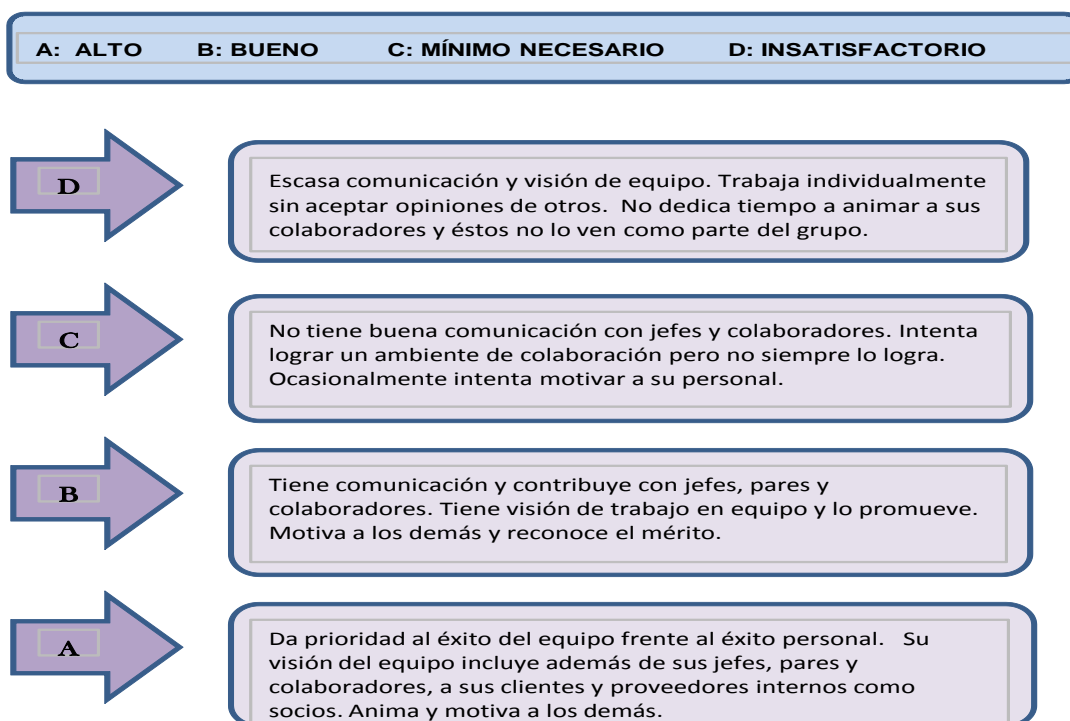 A: ALTO B: BUENO C: MÍNIMO NECESARIO D: INSATISFACTORIO
D
Escasa comunicación y visión de equipo. Trabaja individualmente
sin aceptar opiniones de otros. No dedica tiempo a animar a sus
colaboradores y éstos no lo ven como parte del grupo.
C
No tiene buena comunicación con jefes y colaboradores. Intenta
lograr un ambiente de colaboración pero no siempre lo logra.
Ocasionalmente intenta motivar a su personal.
B
Tiene comunicación y contribuye con jefes, pares y
colaboradores. Tiene visión de trabajo en equipo y lo promueve.
Motiva a los demás y reconoce el mérito.
A
Da prioridad al éxito del equipo frente al éxito personal. Su
visión del equipo incluye además de sus jefes, pares y
colaboradores, a sus clientes y proveedores internos como
socios. Anima y motiva a los demás.